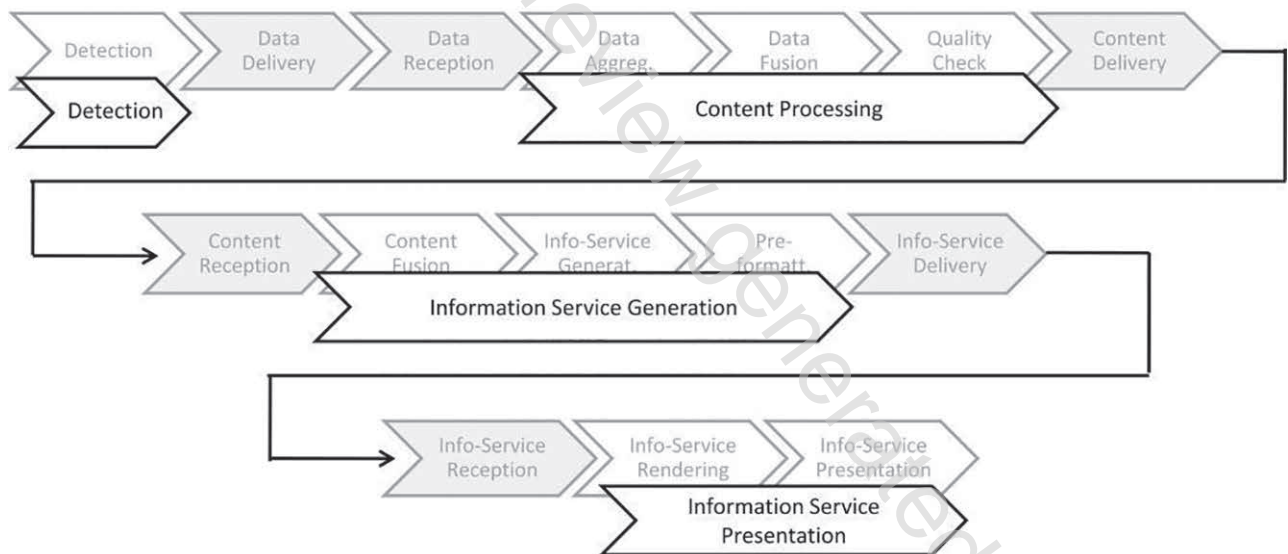 Detection
Data
Delivery
Data
Reception
Data
Aggreg.
Data
Fusion
Quality
Check
Content
Delivery
Detection
Content Processing
Content
Reception
Content
Fusion
Info-Service
Generat.
Pre-
formatt.
Info-Service
Delivery
Information Service Generation
Info-Service
Reception
Info-Service
Rendering
Info-Service
Presentation
Information Service
Presentation
view generated